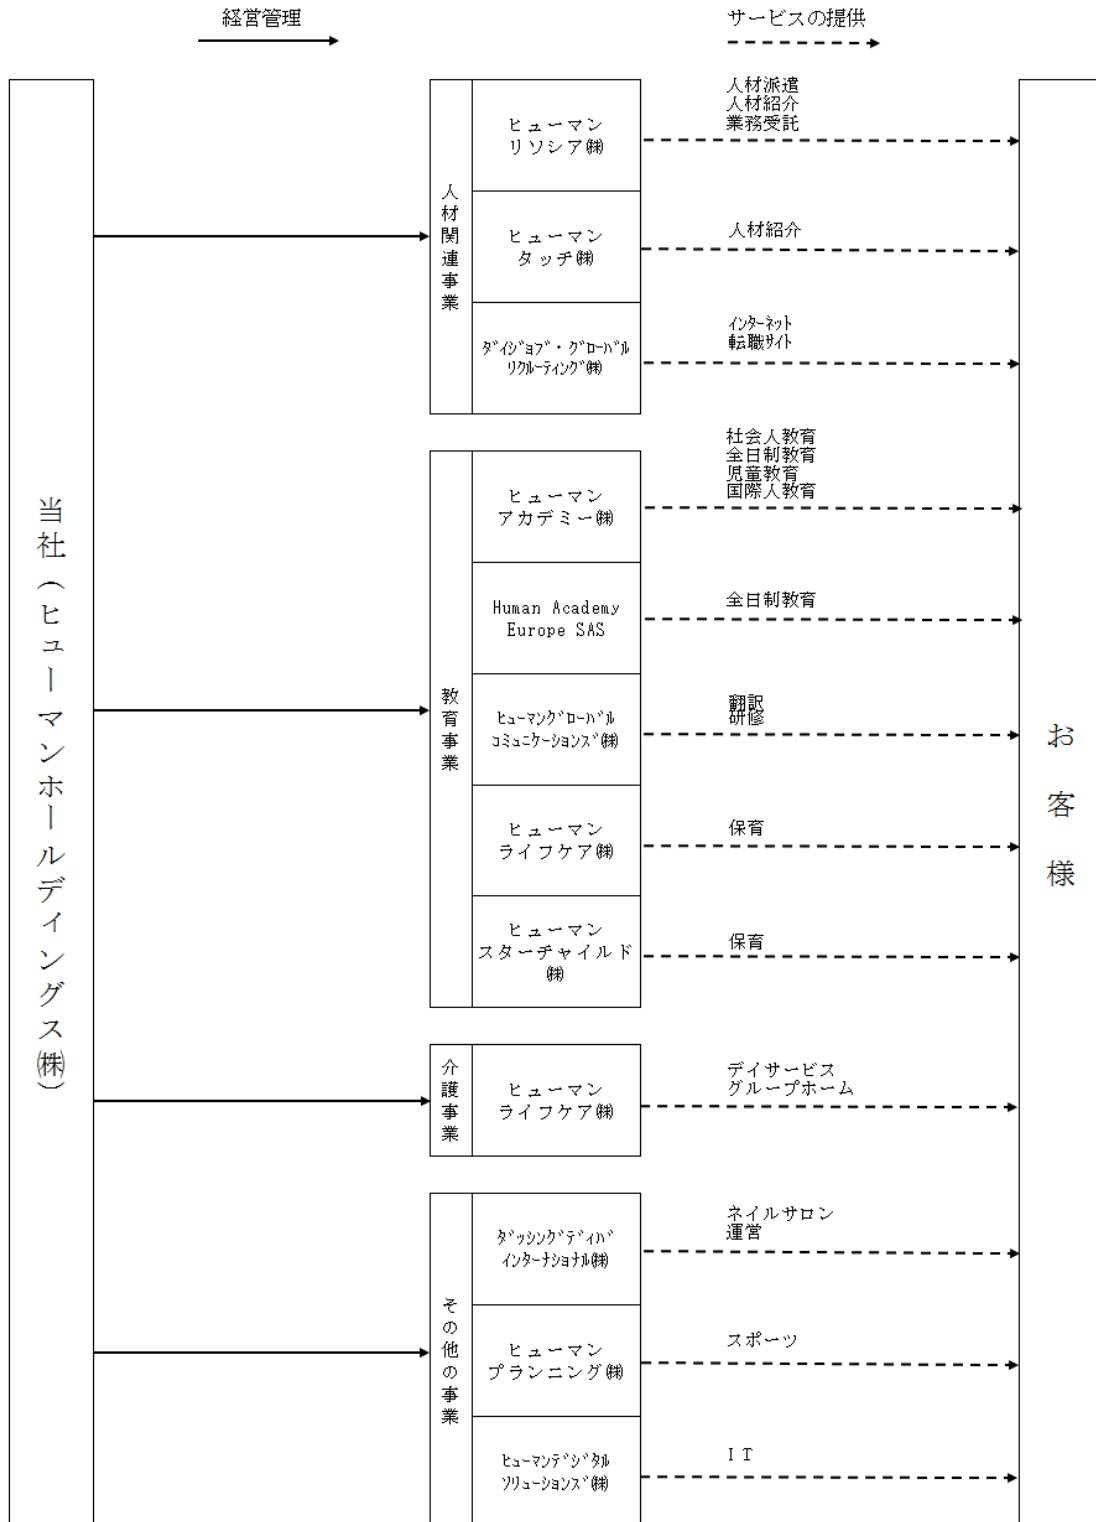 経営管理
サービスの提供
当社(ヒューマンホールディングス㈱)
人材関連事業
ヒューマン
リソシア㈱
人材派遣
人材紹介
業務受託
ヒューマン
タッチ㈱
人材紹介
ﾀﾞｲｼﾞｮﾌﾞ・ｸﾞﾛｰﾊﾞﾙ
ﾘｸﾙｰﾃｨﾝｸﾞ㈱
ｲﾝﾀｰﾈｯﾄ
転職ｻｲﾄ
教育事業
ヒューマン
アカデミー㈱
社会人教育
全日制教育
児童教育
国際人教育
Human Academy
Europe SAS
全日制教育
ﾋｭｰﾏﾝｸﾞﾛｰﾊﾞﾙ
ｺﾐｭﾆｹｰｼｮﾝｽﾞ㈱
翻訳
研修
ヒューマン
ライフケア㈱
保育
ヒューマン
スターチャイルド
㈱
保育
介護事業
ヒューマン
ライフケア㈱
デイサービス
グループホーム
その他の事業
ﾀﾞｯｼﾝｸﾞﾃﾞｨﾊﾞ
ｲﾝﾀｰﾅｼｮﾅﾙ㈱
ネイルサロン
運営
ヒューマン
プランニング㈱
スポーツ
ﾋｭｰﾏﾝﾃﾞｼﾞﾀﾙ
ｿﾘｭｰｼｮﾝｽﾞ㈱
ＩＴ
お客様